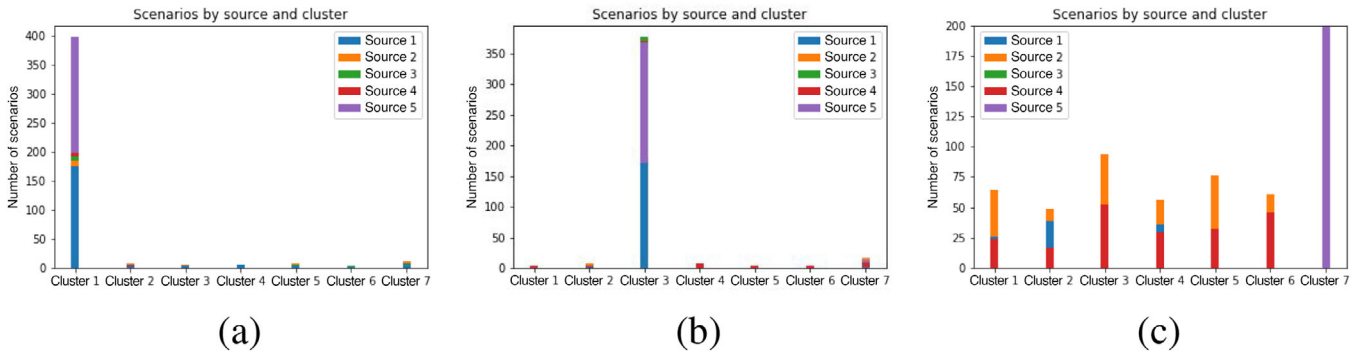 Scenarios by source and cluster
Number of scenarios
400
350
300
250
200
150
100
50
0
Source 1
Source 2
Source 3
Source 4
Source 5
Cluster 1 Cluster 2 Cluster 3 Cluster 4 Cluster 5 Cluster 6 Cluster 7
(a)
Scenarios by source and cluster
Number of scenarios
350
300
250
200
150
100
50
0
Source 1
Source 2
Source 3
Source 4
Source 5
Cluster 1 Cluster 2 Cluster 3 Cluster 4 Cluster 5 Cluster 6 Cluster 7
(b)
Scenarios by source and cluster
Number of scenarios
200
175
150
125
100
75
50
25
0
Source 1
Source 2
Source 3
Source 4
Source 5
Cluster 1 Cluster 2 Cluster 3 Cluster 4 Cluster 5 Cluster 6 Cluster 7
(c)